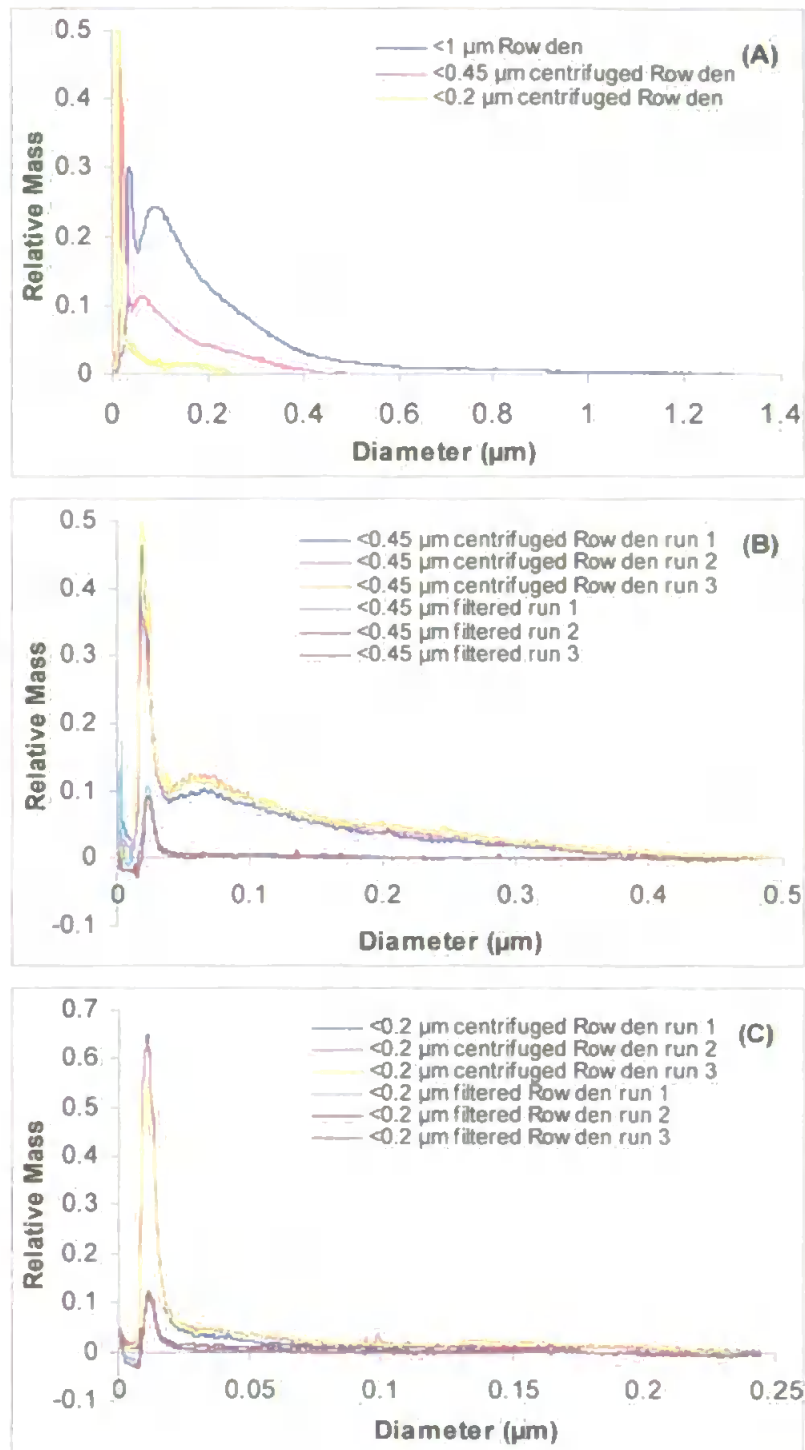 (A)
<1 µm Row den
<0.45 µm centrifuged Row den
<0.2 µm centrifuged Row den
Relative Mass
0.5
0.4
0.3
0.2
0.1
0
0 0.2 0.4 0.6 0.8 1 1.2 1.4
Diameter (µm)
(B)
<0.45 µm centrifuged Row den run 1
<0.45 µm centrifuged Row den run 2
<0.45 µm centrifuged Row den run 3
<0.45 µm filtered run 1
<0.45 µm filtered run 2
<0.45 µm filtered run 3
Relative Mass
0.5
0.4
0.3
0.2
0.1
0
-0.1
0 0.1 0.2 0.3 0.4 0.5
Diameter (µm)
(C)
<0.2 µm centrifuged Row den run 1
<0.2 µm centrifuged Row den run 2
<0.2 µm centrifuged Row den run 3
<0.2 µm filtered Row den run 1
<0.2 µm filtered Row den run 2
<0.2 µm filtered Row den run 3
Relative Mass
0.7
0.6
0.5
0.4
0.3
0.2
0.1
0
-0.1
0 0.05 0.1 0.15 0.2 0.25
Diameter (µm)